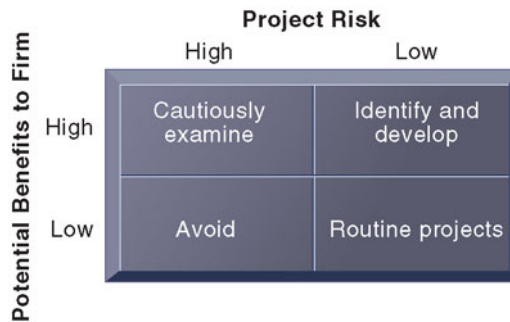 Project Risk
High Low
Potential Benefits to Firm
High
Cautiously examine
Identify and develop
Low
Avoid
Routine projects